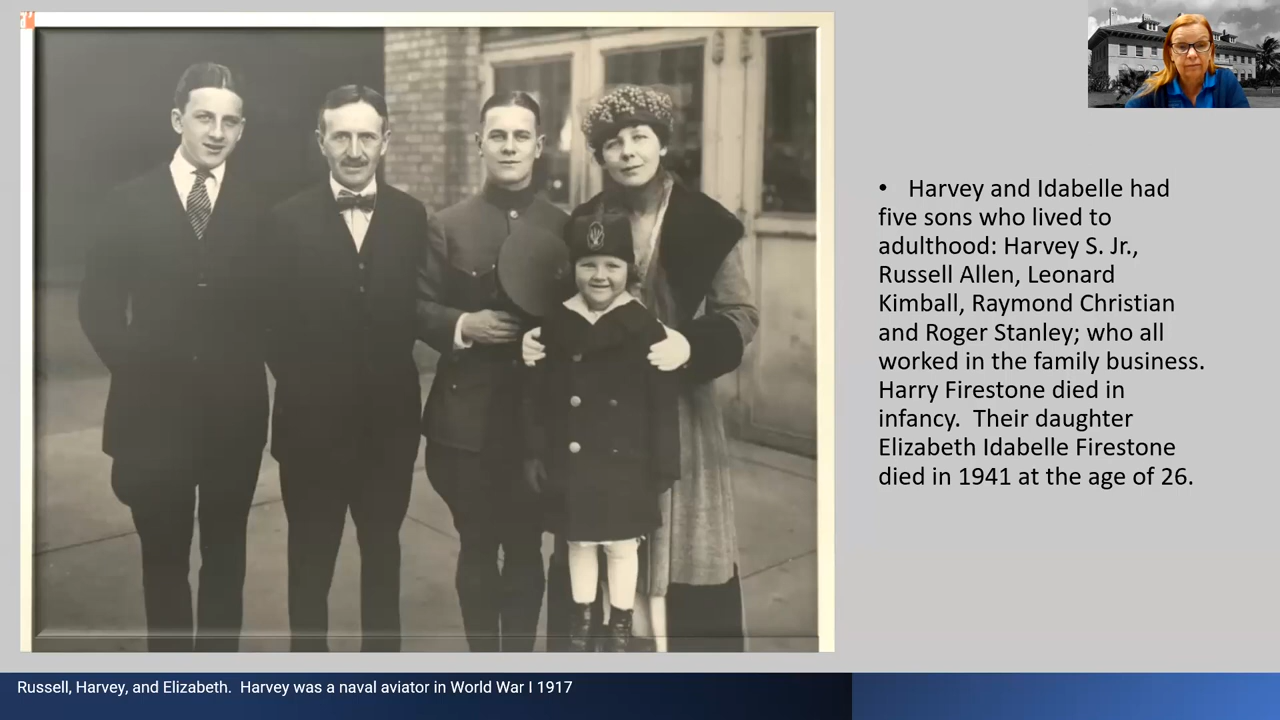 • Harvey and Idabelle had
five sons who lived to
adulthood: Harvey S. Jr.,
Russell Allen, Leonard
Kimball, Raymond Christian
and Roger Stanley; who all
worked in the family business.
Harry Firestone died in
infancy.  Their daughter
Elizabeth Idabelle Firestone
died in 1941 at the age of 26.
Russell, Harvey, and Elizabeth.  Harvey was a naval aviator in World War I 1917